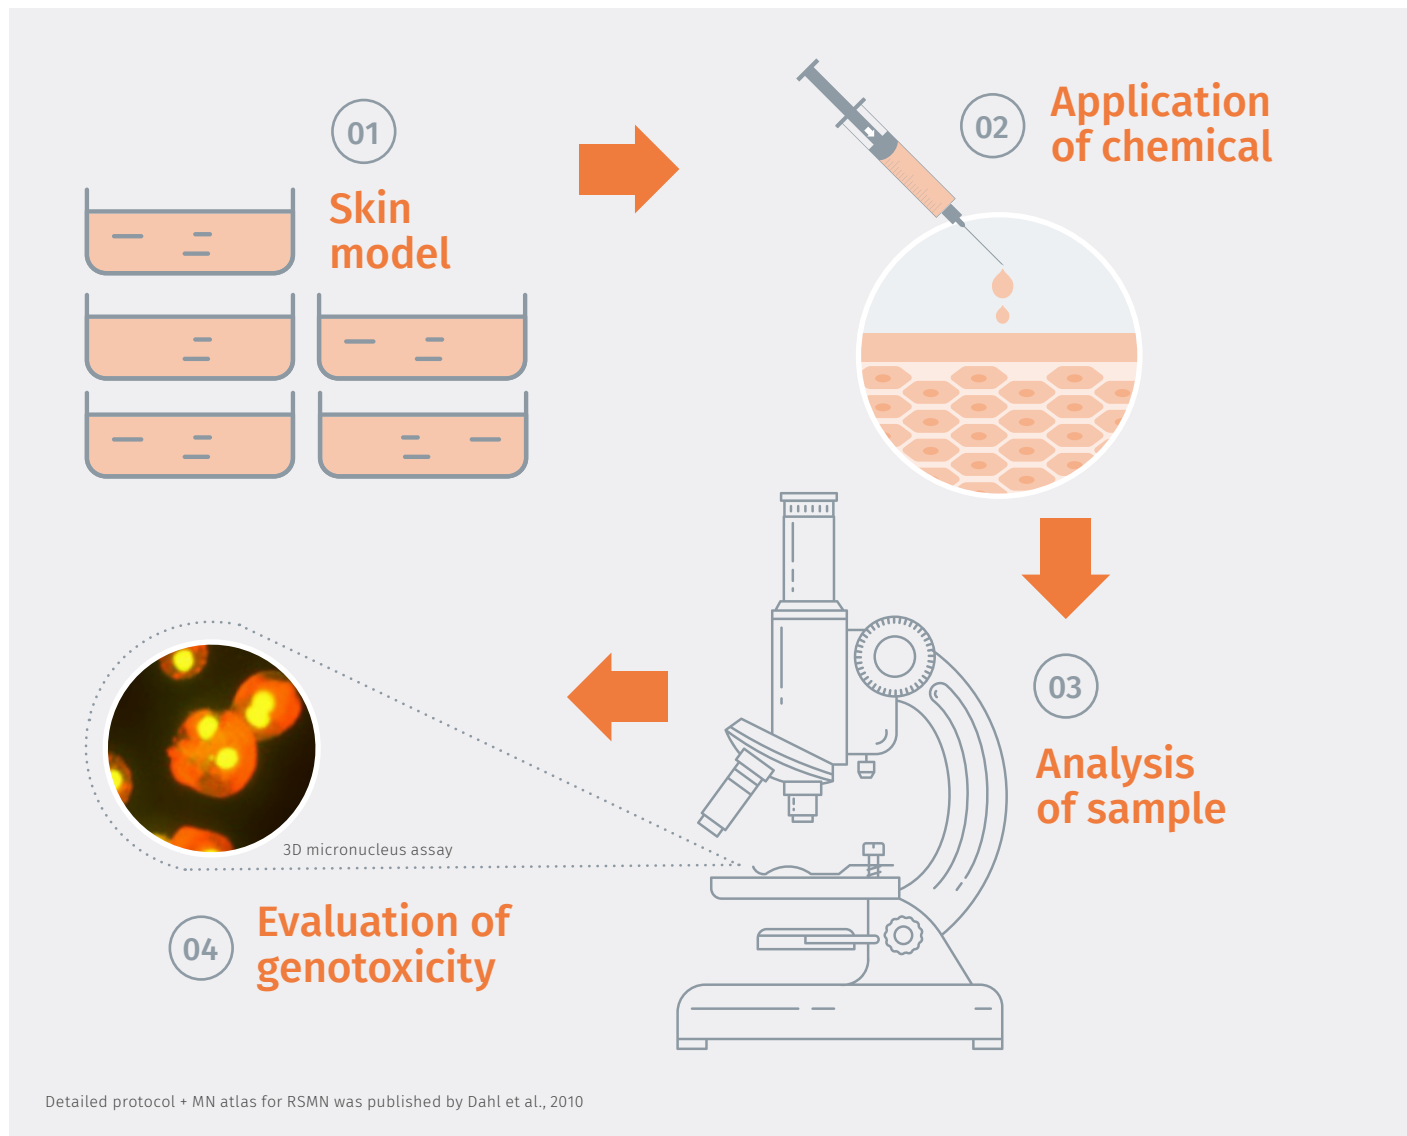 01
Skin
model
02
Application
of chemical
03
Analysis
of sample
3D micronucleus assay
04
Evaluation of
genotoxicity
Detailed protocol + MN atlas for RSMN was published by Dahl et al., 2010